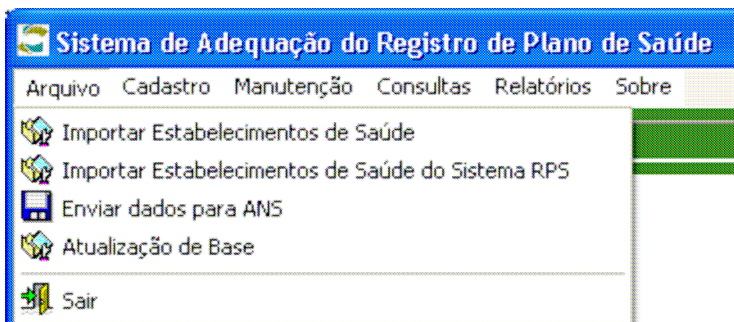 Sistema de Adequação do Registro de Plano de Saúde
Arquivo Cadastro Manutenção Consultas Relatórios Sobre
Importar Estabelecimentos de Saúde
Importar Estabelecimentos de Saúde do Sistema RPS
Enviar dados para ANS
Atualização de Base
Sair